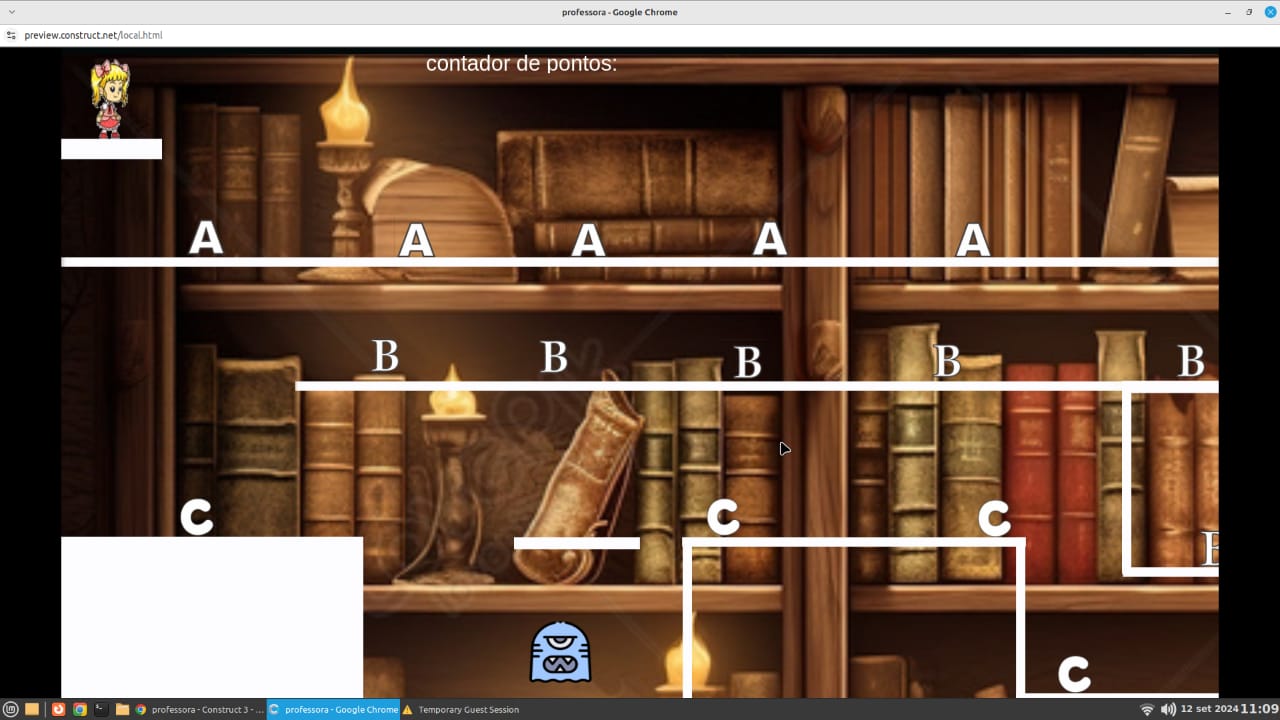 professora - Google Chrome
preview.construct.net/local.html
contador de pontos:
A A A A A
B B B B B
C C C
B
C
professora - Construct 3 - ... professora - Google Chrome Temporary Guest Session 12 set 2024 11:09